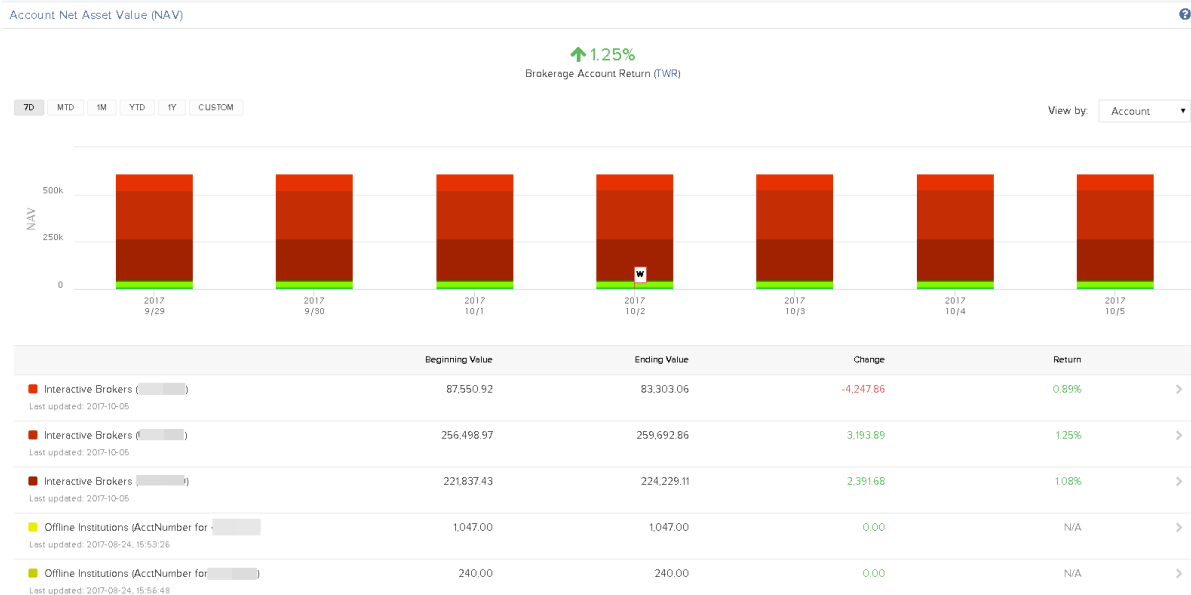 Account Net Asset Value (NAV)
?
1.25%
Brokerage Account Return (TWR)
7D MTD 1M YTD 1Y CUSTOM
View by: Account
500k
250k
0
NAV
W
2017 2017 2017 2017 2017 2017 2017
9/29 9/30 10/1 10/2 10/3 10/4 10/5
Beginning Value Ending Value Change Return
Interactive Brokers ( ) 87,550.92 83,303.06 -4,247.86 0.89%
Last updated: 2017-10-05
Interactive Brokers ( ) 256,498.97 259,692.86 3,193.89 1.25%
Last updated: 2017-10-05
Interactive Brokers ) 221,837.43 224,229.11 2,391.68 1.08%
Last updated: 2017-10-05
Offline Institutions (AcctNumber for 1,047.00 1,047.00 0.00 N/A
Last updated: 2017-08-24, 15:53:26
Offline Institutions (AcctNumber for ) 240.00 240.00 0.00 N/A
Last updated: 2017-08-24, 15:56:48